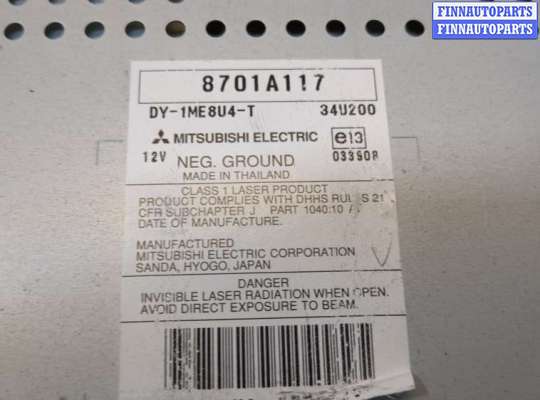 FINNAUTOPARTS
FINNAUTOPARTS
FINNAUTOPARTS
8701A117
DY-1ME8U4-T 34U200
MITSUBISHI ELECTRIC e13
12V NEG. GROUND 033508
MADE IN THAILAND
CLASS 1 LASER PRODUCT
PRODUCT COMPLIES WITH DHHS RULES 21
CFR SUBCHAPTER J PART 1040:10
DATE OF MANUFACTURE.
MANUFACTURED
MITSUBISHI ELECTRIC CORPORATION
SANDA, HYOGO, JAPAN
DANGER
INVISIBLE LASER RADIATION WHEN OPEN.
AVOID DIRECT EXPOSURE TO BEAM.